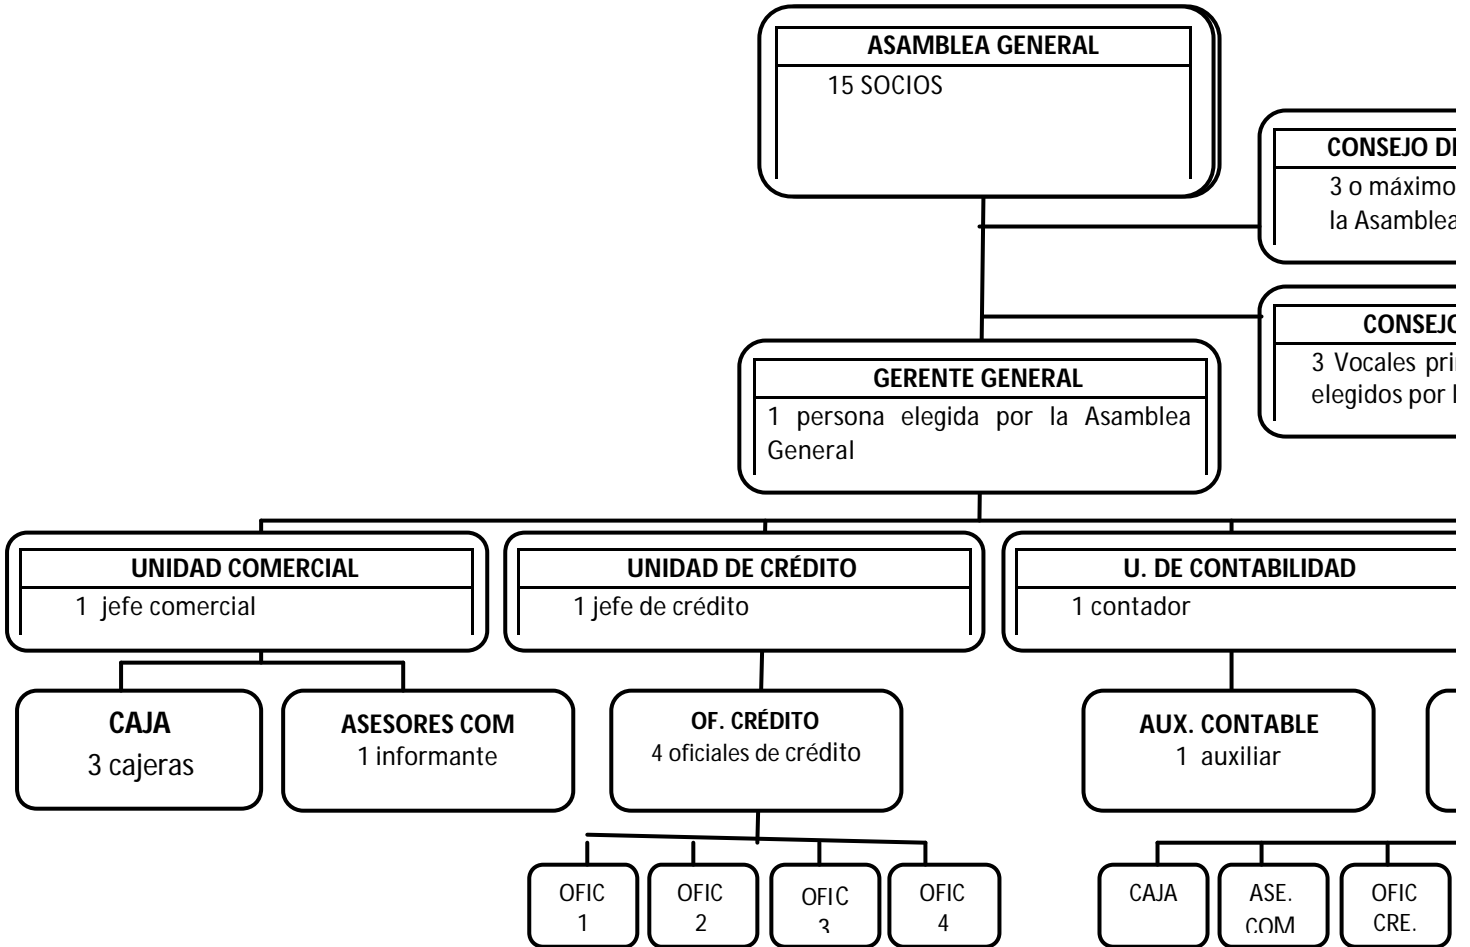 ASAMBLEA GENERAL
15 SOCIOS
CONSEJO DE
3 o máximo
la Asamblea
CONSEJO
3 Vocales
elegidos por
GERENTE GENERAL
1 persona elegida por la Asamblea
General
UNIDAD COMERCIAL
1 jefe comercial
UNIDAD DE CRÉDITO
1 jefe de crédito
U. DE CONTABILIDAD
1 contador
CAJA
3 cajeras
ASESORES COM
1 informante
OF. CRÉDITO
4 oficiales de crédito
AUX. CONTABLE
1 auxiliar
OFIC
1
OFIC
2
OFIC
3
OFIC
4
CAJA
ASE.
COM
OFIC
CRE.